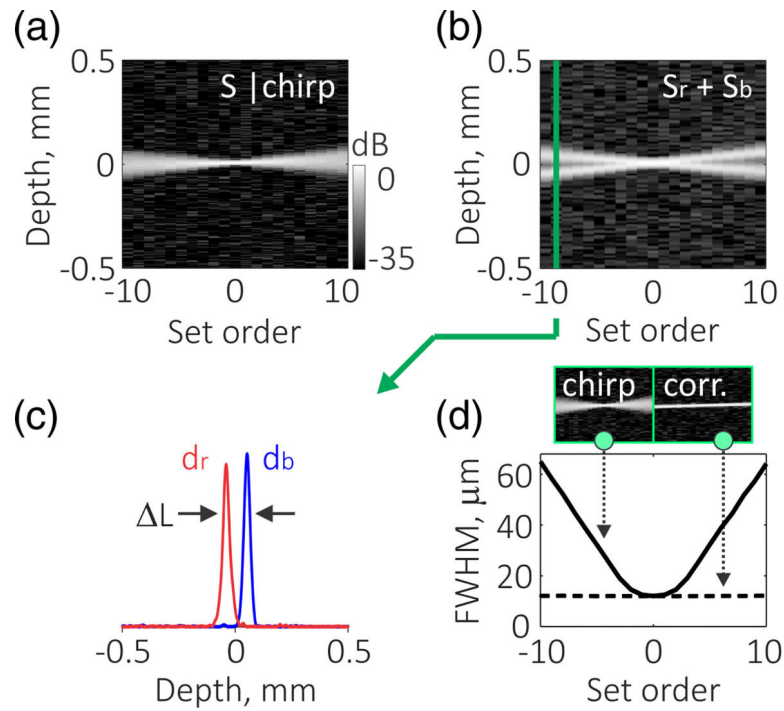 (a)
(b)
0.5
0
-0.5
Depth, mm
S |chirp
dB
0
-35
-10
0
10
Set order
0.5
0
-0.5
Depth, mm
Sr + Sb
-10
0
10
Set order
(c)
dr
db
ΔL
-0.5
0
0.5
Depth, mm
(d)
chirp
corr.
60
40
20
0
FWHM, μm
-10
0
10
Set order